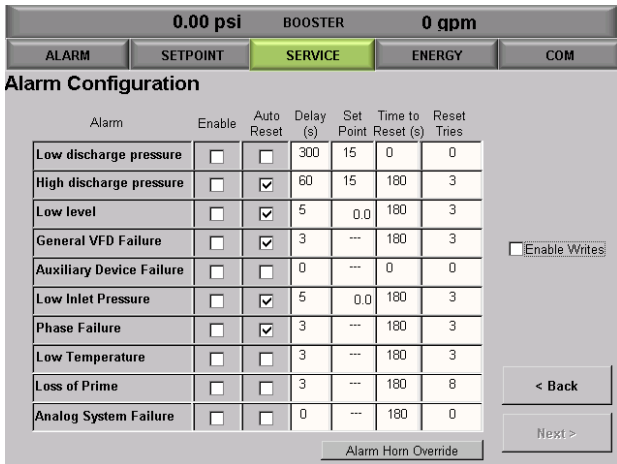 0.00 psi BOOSTER 0 gpm
ALARM SETPOINT SERVICE ENERGY COM
Alarm Configuration
Alarm Enable Auto Reset Delay (s) Set Point Time to Reset (s) Reset Tries
Low discharge pressure 300 15 0 0
High discharge pressure 60 15 180 3
Low level 5 0.0 180 3
General VFD Failure 3 --- 180 3
Enable Writes
Auxiliary Device Failure 0 --- 0 0
Low Inlet Pressure 5 0.0 180 3
Phase Failure 3 --- 180 3
Low Temperature 3 --- 180 3
Loss of Prime 3 --- 180 8
< Back
Analog System Failure 0 --- 180 0
Next >
Alarm Horn Override